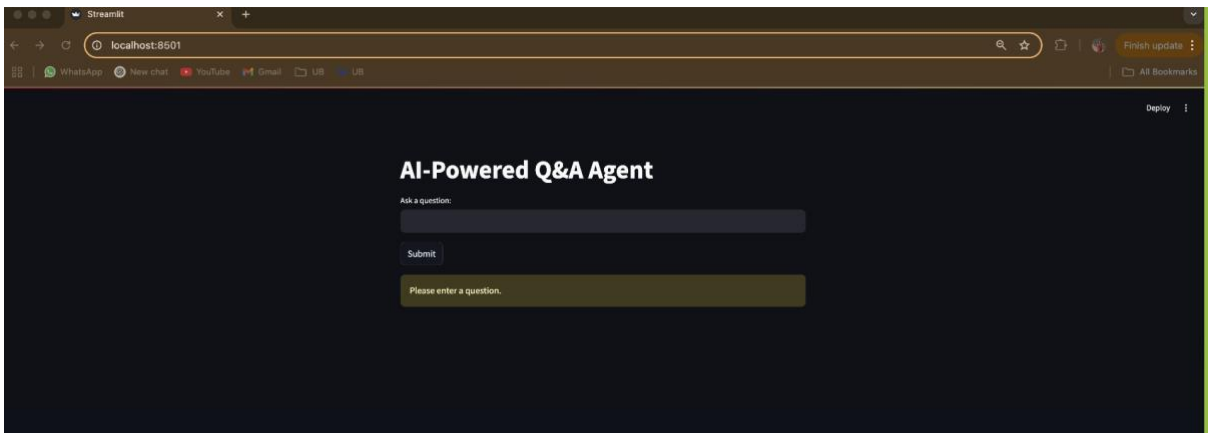 Streamlit
localhost:8501
Finish update
WhatsApp New chat YouTube Gmail UB UB
All Bookmarks
Deploy
AI-Powered Q&A Agent
Ask a question:
Submit
Please enter a question.